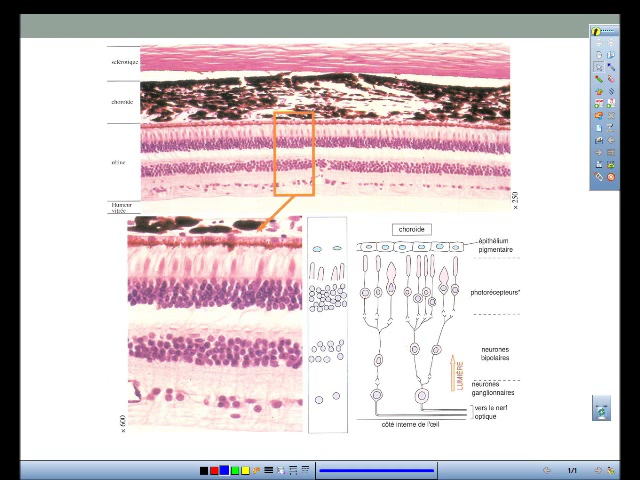 sclérotique
choroïde
rétine
Humeur
vitrée
x 250
choroïde
épithélium
pigmentaire
photorécepteurs*
neurones
bipolaires
LUMIÈRE
neurones
ganglionnaires
vers le nerf
optique
côté interne de l'œil
x 600
1/1